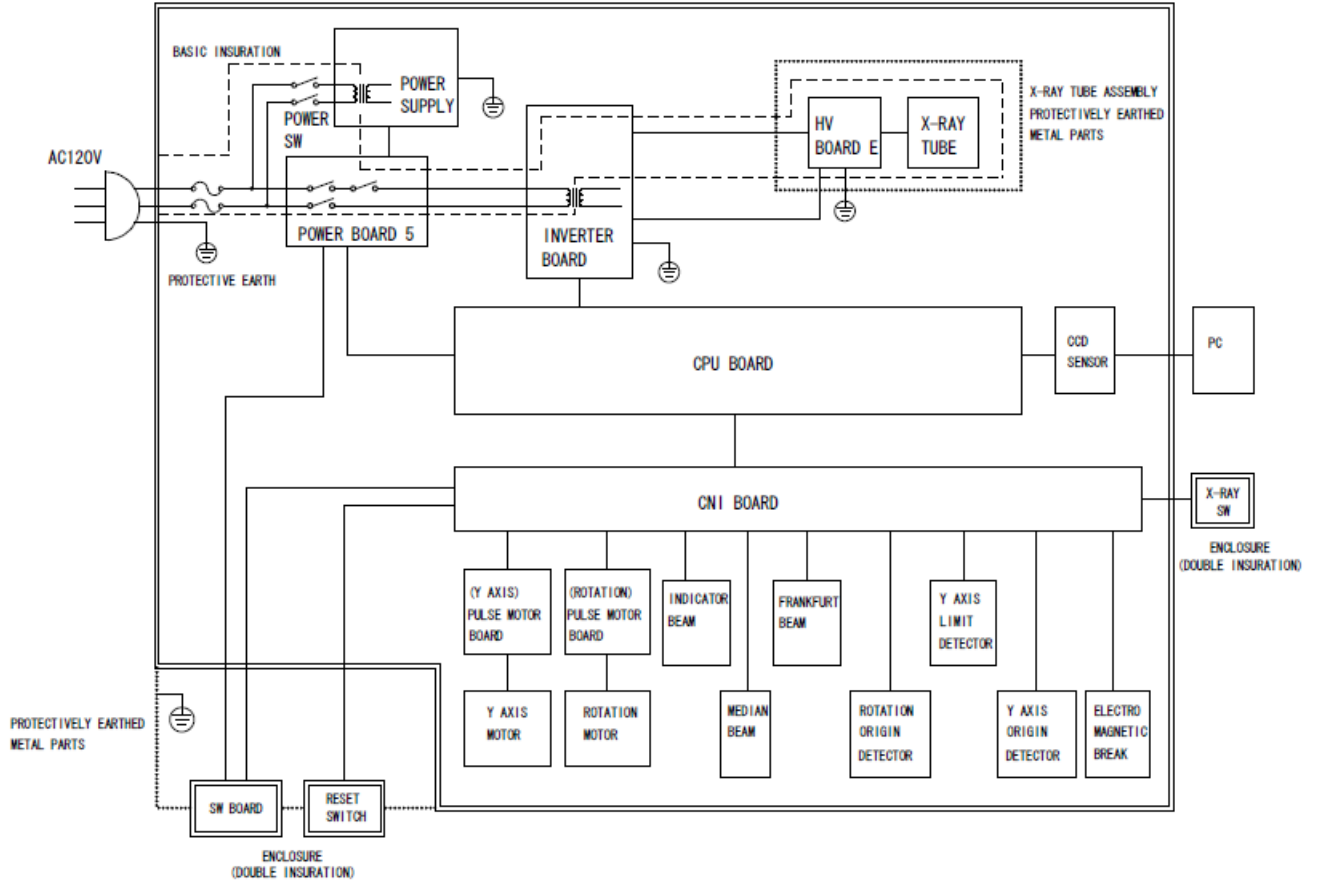 BASIC INSURATION
POWER
SUPPLY
POWER
SW
AC120V
POWER BOARD 5
PROTECTIVE EARTH
INVERTER
BOARD
HV
BOARD E
X-RAY
TUBE
X-RAY TUBE ASSEMBLY
PROTECTIVELY EARTHED
METAL PARTS
CPU BOARD
CCD
SENSOR
PC
CNI BOARD
X-RAY
SW
ENCLOSURE
(DOUBLE INSURATION)
(Y AXIS)
PULSE MOTOR
BOARD
(ROTATION)
PULSE MOTOR
BOARD
INDICATOR
BEAM
FRANKFURT
BEAM
Y AXIS
LIMIT
DETECTOR
Y AXIS
MOTOR
ROTATION
MOTOR
MEDIAN
BEAM
ROTATION
ORIGIN
DETECTOR
Y AXIS
ORIGIN
DETECTOR
ELECTRO
MAGNETIC
BREAK
PROTECTIVELY EARTHED
METAL PARTS
SW BOARD
RESET
SWITCH
ENCLOSURE
(DOUBLE INSURATION)